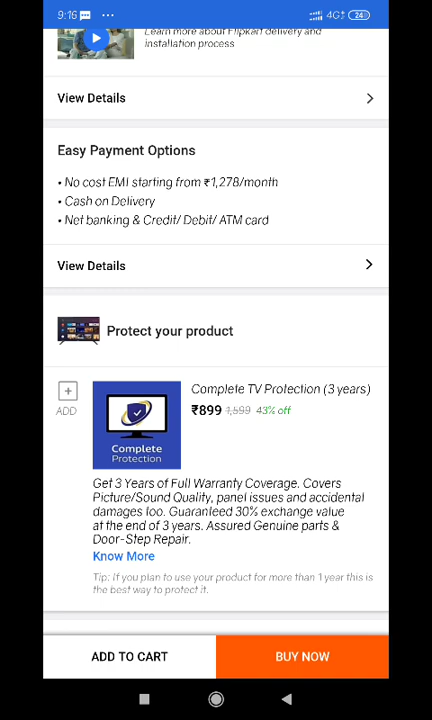 9:16
4G
24
Learn more about Flipkart delivery and
installation process
View Details
Easy Payment Options
• No cost EMI starting from ₹1,278/month
• Cash on Delivery
• Net banking & Credit/ Debit/ ATM card
View Details
Protect your product
ADD
Complete TV Protection (3 years)
₹899 1,599 43% off
Complete
Protection
Get 3 Years of Full Warranty Coverage. Covers
Picture/Sound Quality, panel issues and accidental
damages loo. Guaranteed 30% exchange value
at the end of 3 years. Assured Genuine parts &
Door-Step Repair.
Know More
Tip: If you plan to use your product for more than 1 year this is
the best way to protect it.
ADD TO CART
BUY NOW